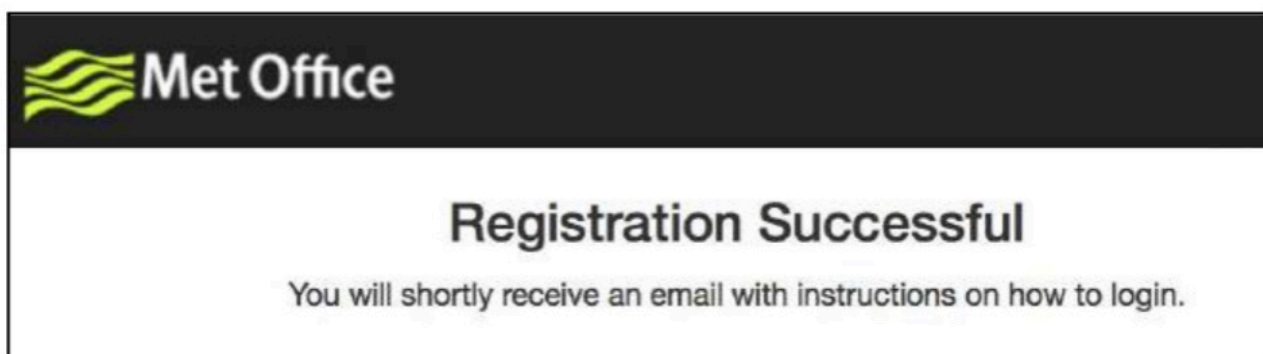 Met Office
Registration Successful
You will shortly receive an email with instructions on how to login.